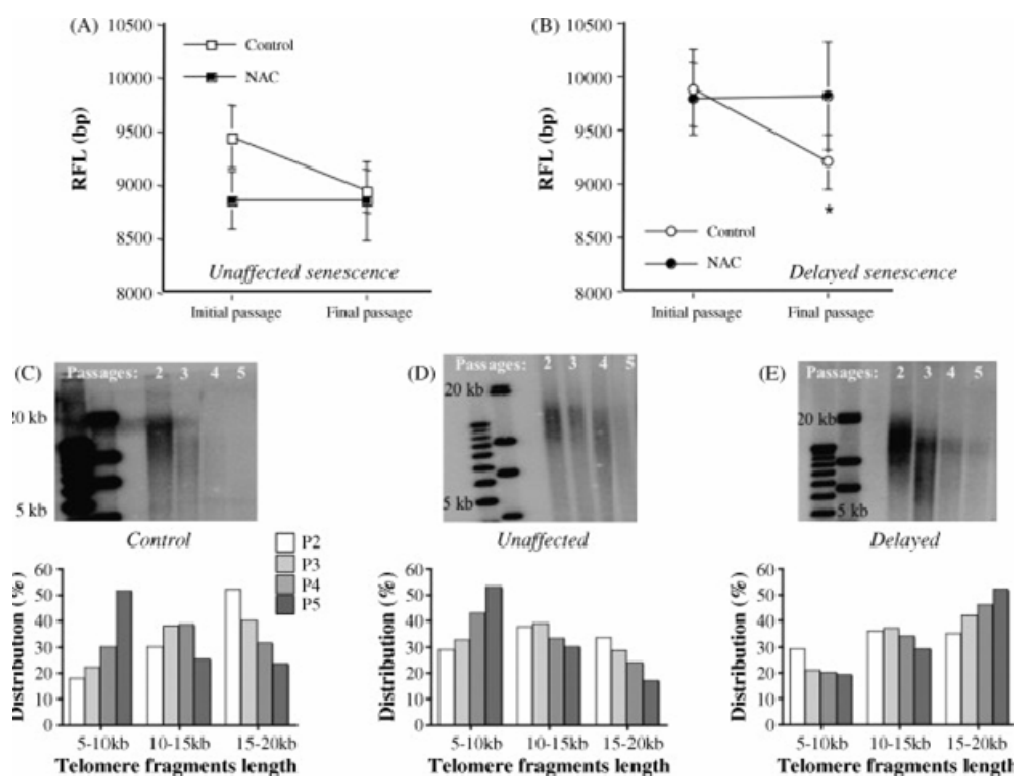 (A)
10500
10000
9500
9000
8500
8000
RFL (bp)
Control
NAC
Unaffected senescence
Initial passage Final passage
(B)
10500
10000
9500
9000
8500
8000
RFL (bp)
*
Control
NAC
Delayed senescence
Initial passage Final passage
(C)
Passages: 2 3 4 5
20 kb
5 kb
Control
(D)
Passages: 2 3 4 5
20 kb
5 kb
Unaffected
(E)
Passages: 2 3 4 5
20 kb
5 kb
Delayed
P2
P3
P4
P5
60
50
40
30
20
10
0
Distribution (%)
5-10kb 10-15kb 15-20kb
Telomere fragments length
60
50
40
30
20
10
0
Distribution (%)
5-10kb 10-15kb 15-20kb
Telomere fragments length
60
50
40
30
20
10
0
Distribution (%)
5-10kb 10-15kb 15-20kb
Telomere fragments length